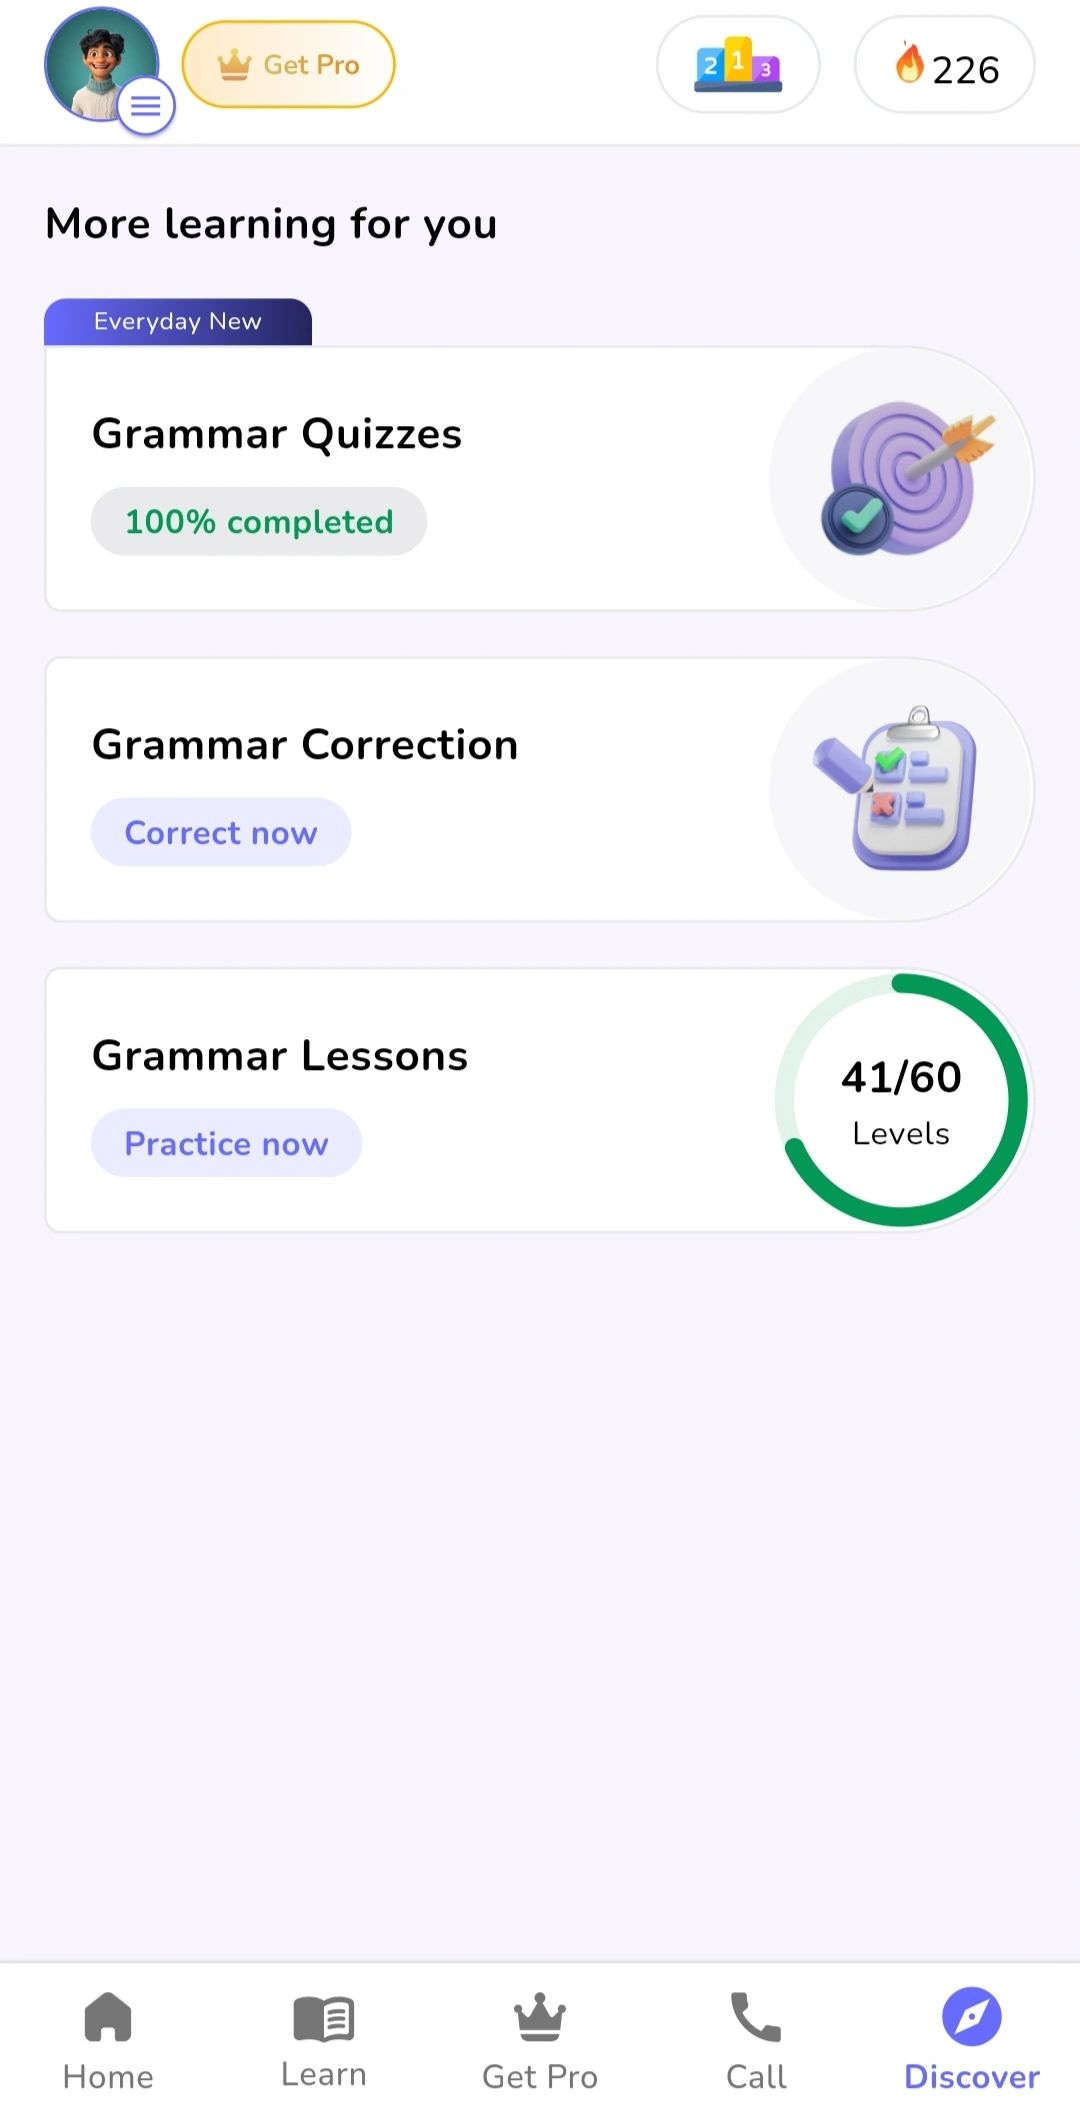 Get Pro
2 1 3
226
More learning for you
Everyday New
Grammar Quizzes
100% completed
Grammar Correction
Correct now
Grammar Lessons
Practice now
41/60
Levels
Home
Learn
Get Pro
Call
Discover